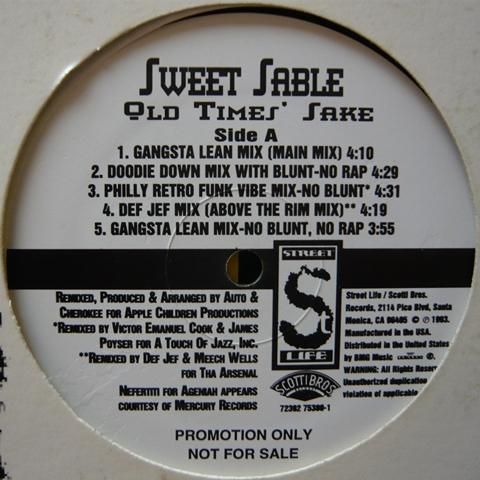 SWEET SABLE
OLD TIMES' SAKE
Side A
1. GANGSTA LEAN MIX (MAIN MIX) 4:10
2. DOODIE DOWN MIX WITH BLUNT-NO RAP 4:29
3. PHILLY RETRO FUNK VIBE MIX-NO BLUNT* 4:31
4. DEF JEF MIX (ABOVE THE RIM MIX)** 4:19
5. GANGSTA LEAN MIX-NO BLUNT, NO RAP 3:55
STREET
S
LIFE
REMIXED, PRODUCED & ARRANGED BY AUTO &
CHEROKEE FOR APPLE CHILDREN PRODUCTIONS
*REMIXED BY VICTOR EMANUEL COOK & JAMES
POYSER FOR A TOUCH OF JAZZ, INC.
**REMIXED BY DEF JEF & MEECH WELLS
FOR THA ARSENAL
NEFERTITI FOR AGENIAH APPEARS
COURTESY OF MERCURY RECORDS
Street Life / Scotti Bros.
Records, 2114 Pico Blvd, Santa
Monica, CA 90405 © ℗ 1993.
Manufactured in the USA.
Distributed in the United States
by BMG Music
WARNING: All Rights Reser
Unauthorized duplication
violation of applicable
SCOTTI BROS
72392 75380-1
PROMOTION ONLY
NOT FOR SALE